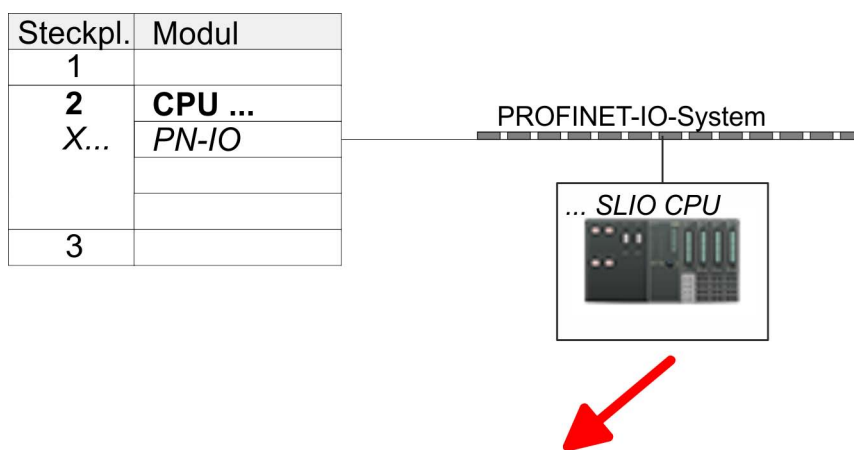 Steckpl. Modul
1
2 CPU ...
X... PN-IO
3
PROFINET-IO-System
... SLIO CPU